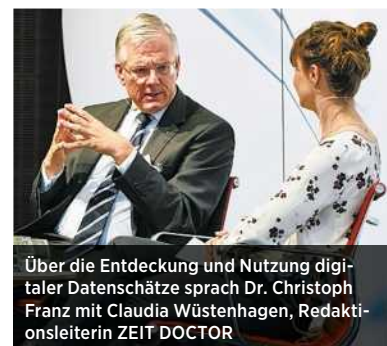 Über die Entdeckung und Nutzung digi-
taler Datenschätze sprach Dr. Christoph
Franz mit Claudia Wüstenhagen, Redakti-
onsleiterin ZEIT DOCTOR